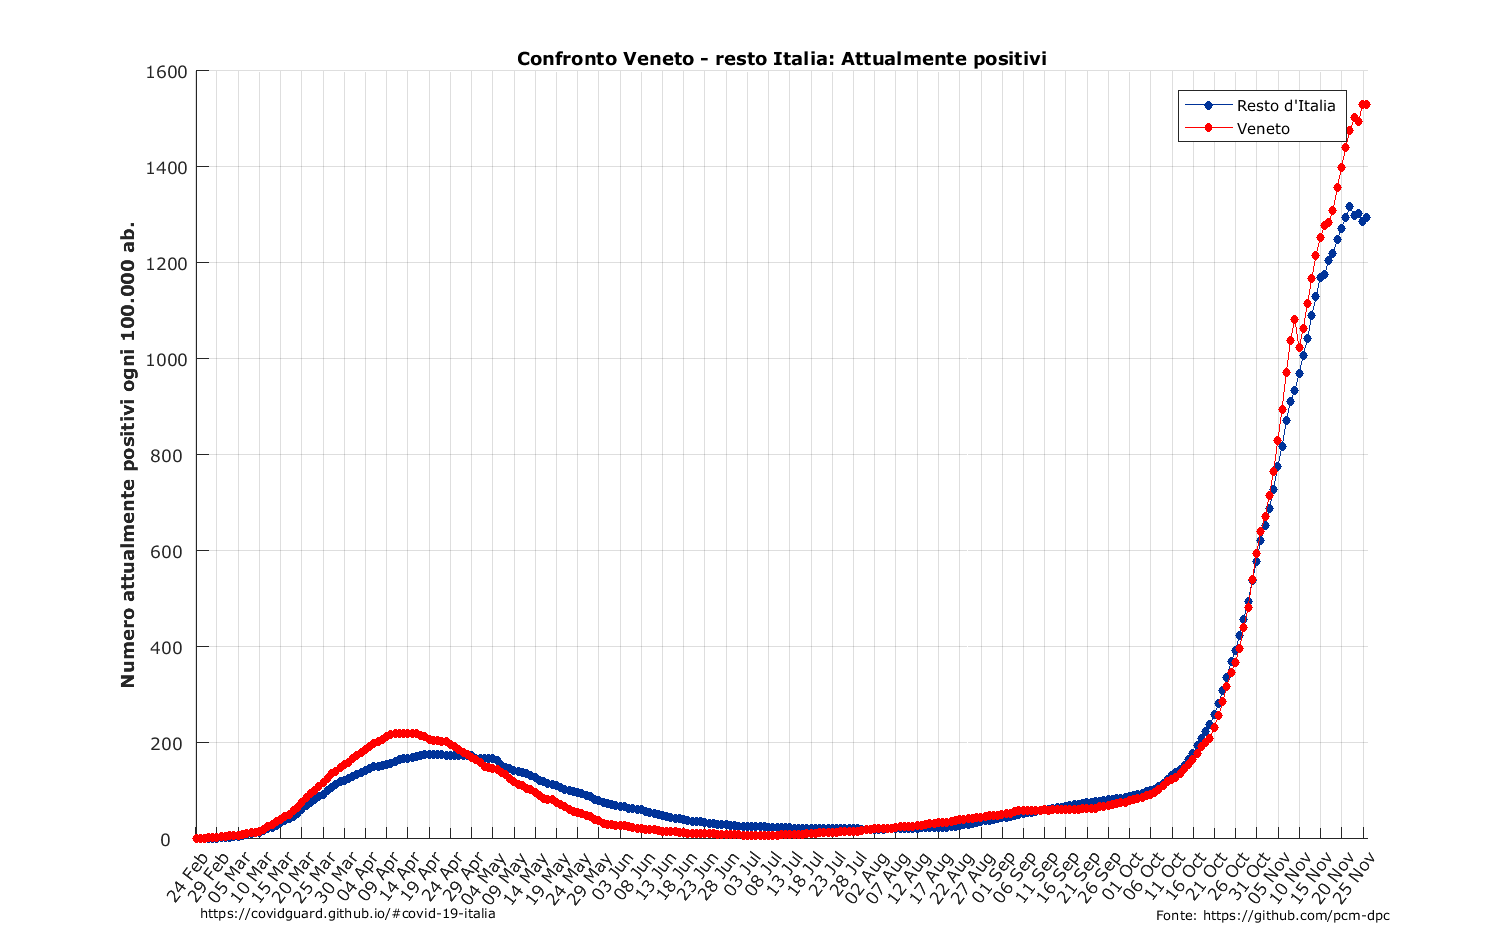 Confronto Veneto - resto Italia: Attualmente positivi
Resto d'Italia
Veneto
Numero attualmente positivi ogni 100.000 ab.
1600
1400
1200
1000
800
600
400
200
0
24 Feb
29 Feb
05 Mar
10 Mar
15 Mar
20 Mar
25 Mar
30 Mar
04 Apr
09 Apr
14 Apr
19 Apr
24 Apr
29 Apr
04 May
09 May
14 May
19 May
24 May
29 May
03 Jun
08 Jun
13 Jun
18 Jun
23 Jun
28 Jun
03 Jul
08 Jul
13 Jul
18 Jul
23 Jul
28 Jul
02 Aug
07 Aug
12 Aug
17 Aug
22 Aug
27 Aug
01 Sep
06 Sep
11 Sep
16 Sep
21 Sep
26 Sep
01 Oct
06 Oct
11 Oct
16 Oct
21 Oct
26 Oct
31 Oct
05 Nov
10 Nov
15 Nov
20 Nov
25 Nov
https://covidguard.github.io/#covid-19-italia
Fonte: https://github.com/pcm-dpc